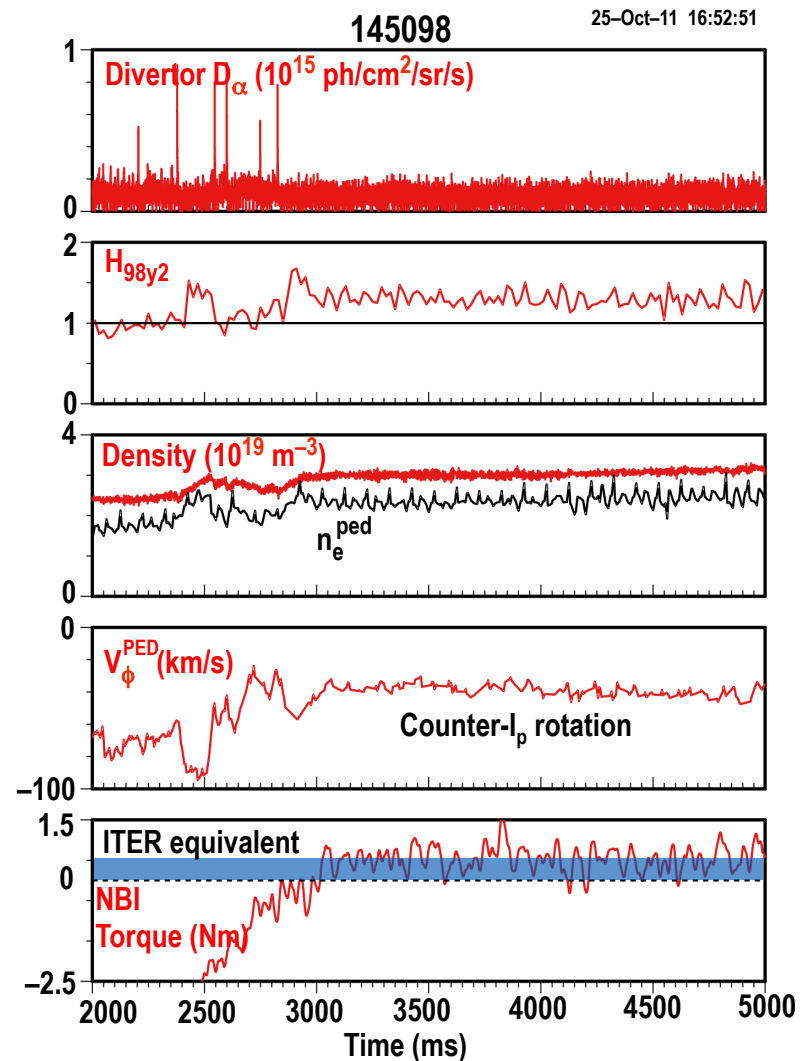 25–Oct–11 16:52:51
145098
1
Divertor Dα (10^15 ph/cm^2/sr/s)
0
2
H98y2
1
0
4
Density (10^19 m^–3)
2
n_e^ped
0
0
V_ϕ^PED(km/s)
Counter-Ip rotation
–100
1.5
ITER equivalent
0
NBI
Torque (Nm)
–2.5
2000 2500 3000 3500 4000 4500 5000
Time (ms)